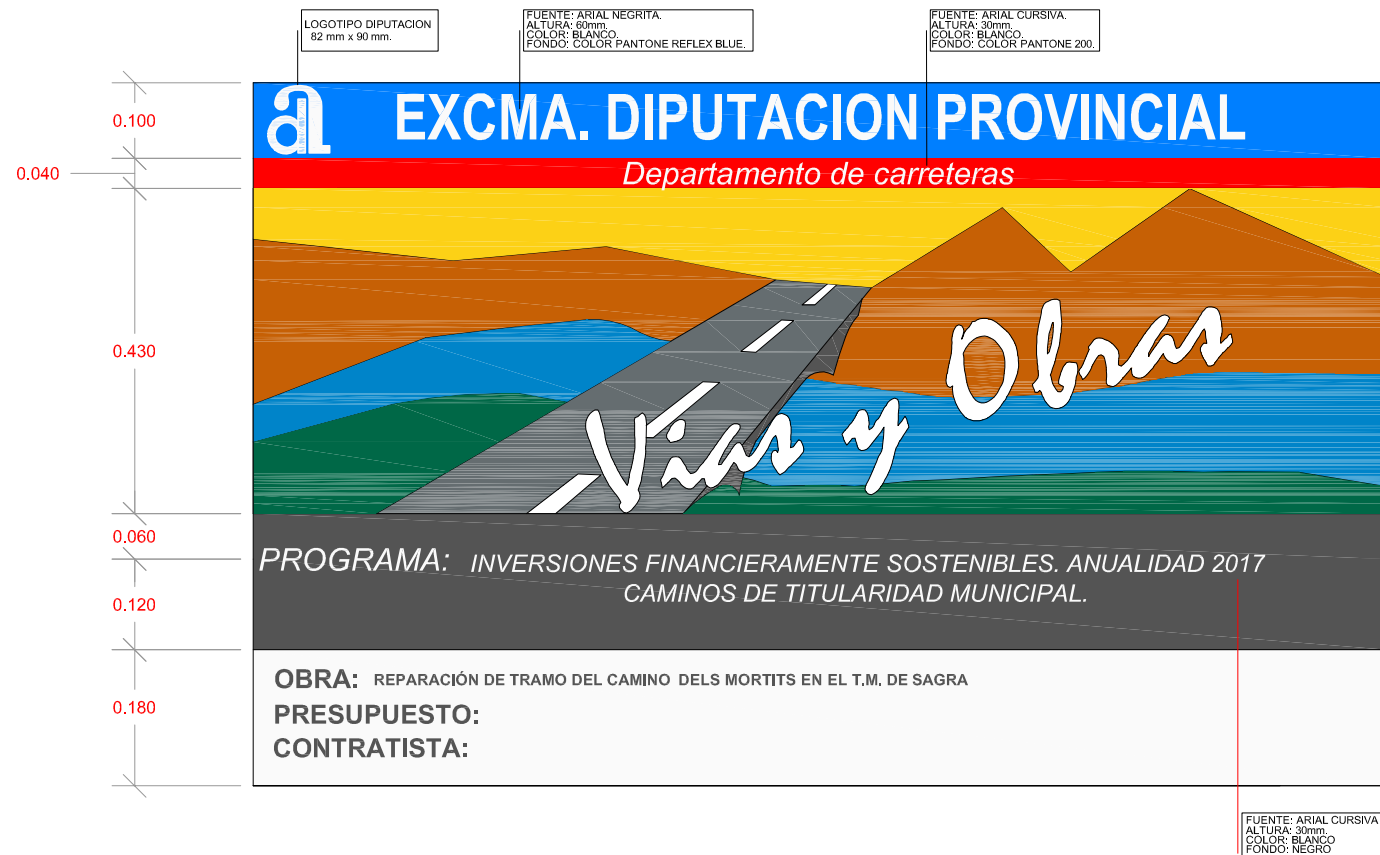 LOGOTIPO DIPUTACION
82 mm x 90 mm.
FUENTE: ARIAL NEGRITA.
ALTURA: 60mm.
COLOR: BLANCO.
FONDO: COLOR PANTONE REFLEX BLUE.
FUENTE: ARIAL CURSIVA.
ALTURA: 30mm.
COLOR: BLANCO.
FONDO: COLOR PANTONE 200.
0.100
EXCMA. DIPUTACION PROVINCIAL
0.040
Departamento de carreteras
0.430
Vias y Obras
0.060
PROGRAMA: INVERSIONES FINANCIERAMENTE SOSTENIBLES. ANUALIDAD 2017
CAMINOS DE TITULARIDAD MUNICIPAL.
0.120
OBRA: REPARACIÓN DE TRAMO DEL CAMINO DELS MORTITS EN EL T.M. DE SAGRA
0.180
PRESUPUESTO:
CONTRATISTA:
FUENTE: ARIAL CURSIVA
ALTURA: 30mm.
COLOR: BLANCO
FONDO: NEGRO